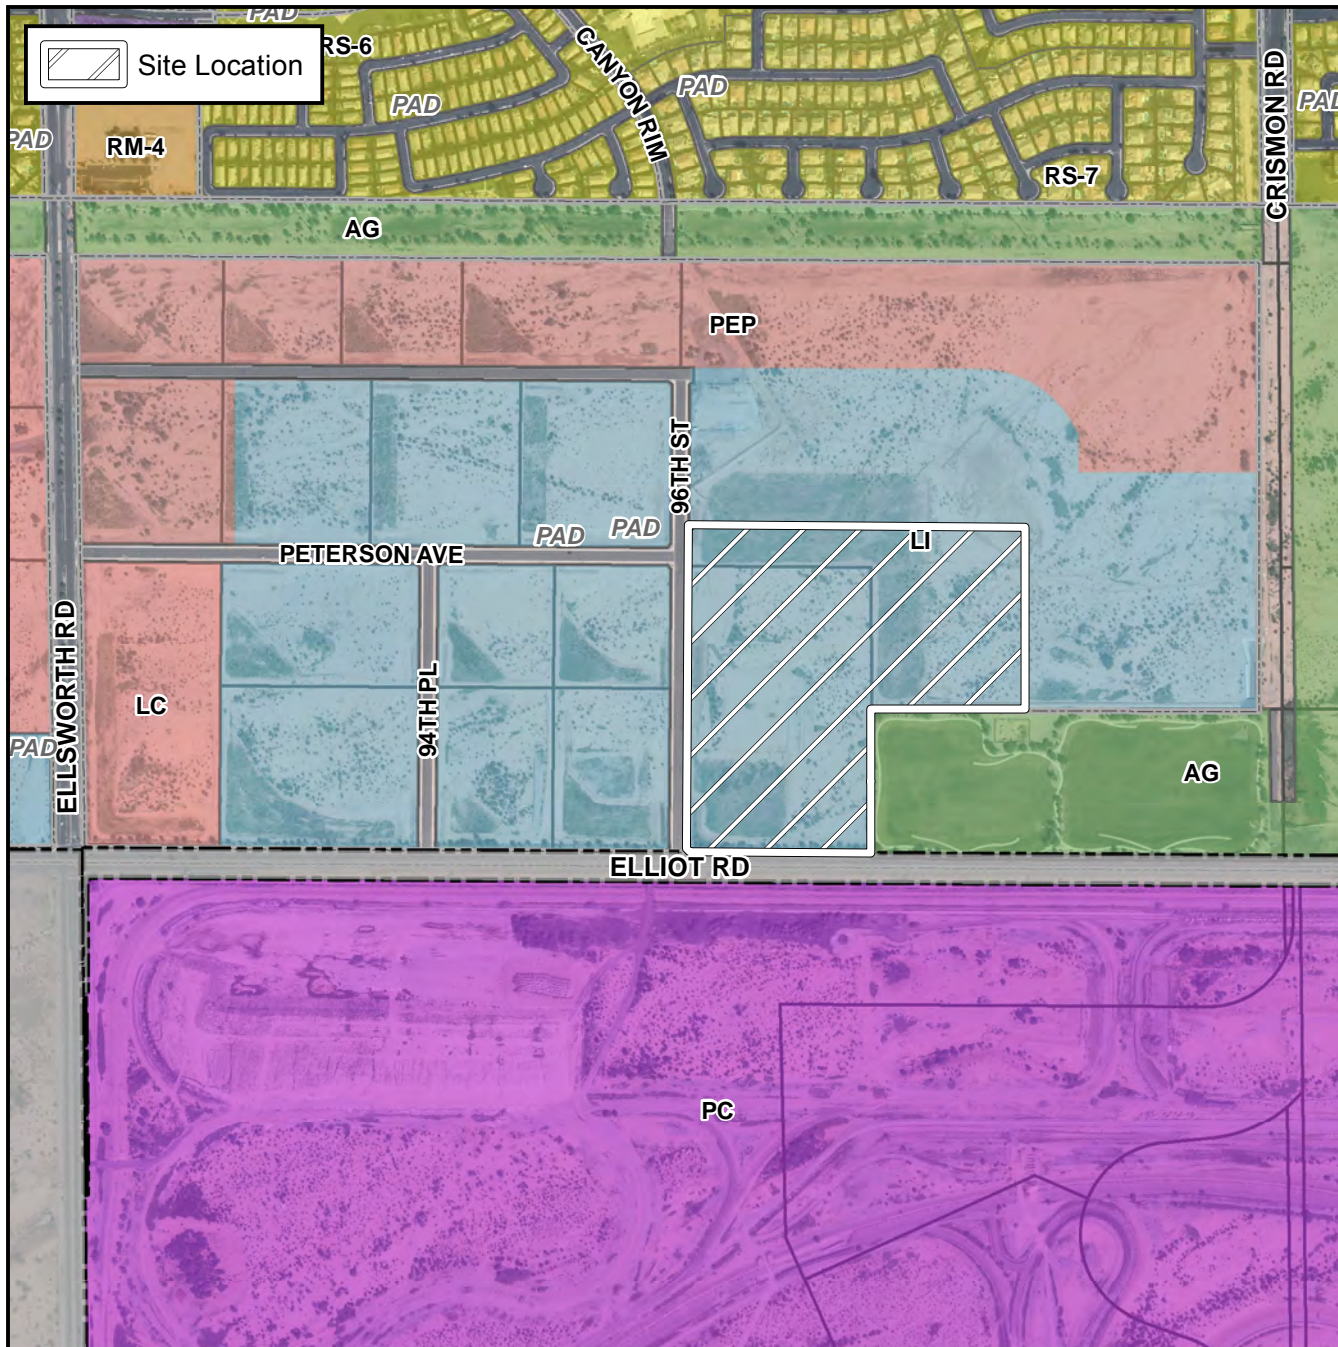 PAD
Site Location
RS-6
CANYON RIM
CRISMON RD
PAD
PAD
PAD
PAD
RM-4
RS-7
AG
PEP
96TH ST
PAD
PAD
LI
PETERSON AVE
ELLSWORTH RD
94TH PL
LC
PAD
AG
ELLIOT RD
PC